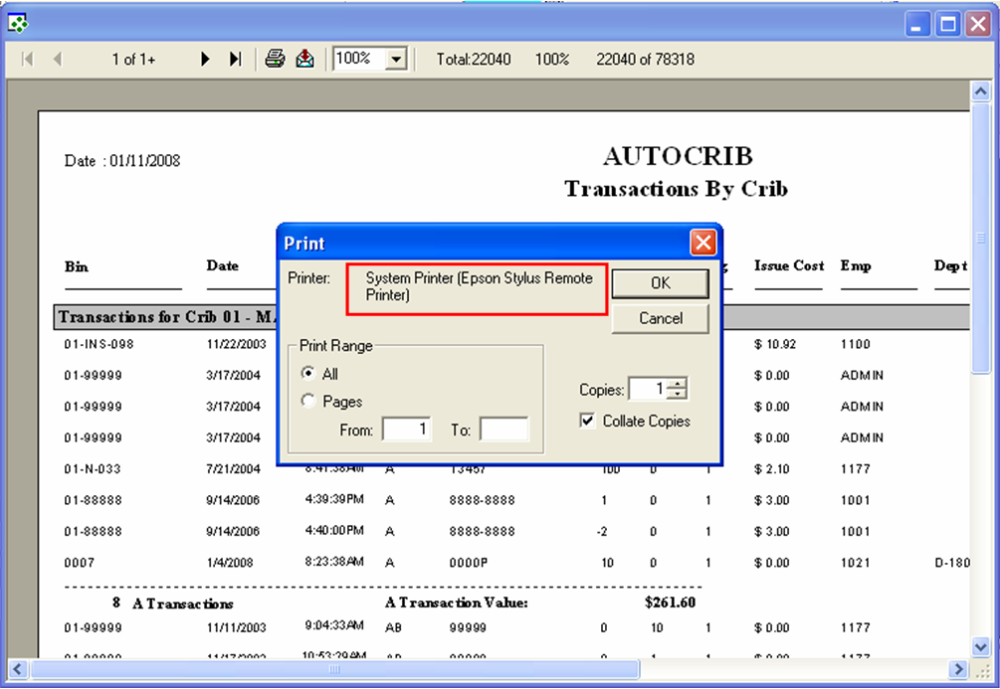 1 of 1+ 100% Total:22040 100% 22040 of 78318
Date : 01/11/2008
AUTOCRIB
Transactions By Crib
Bin Date Issue Cost Emp Dept
Transactions for Crib 01 - MA
01-INS-098 11/22/2003 $ 10.92 1100
01-99999 3/17/2004 $ 0.00 ADMIN
01-99999 3/17/2004 $ 0.00 ADMIN
01-99999 3/17/2004 $ 0.00 ADMIN
01-N-033 7/21/2004 8:41:38AM A 13457 100 0 1 $ 2.10 1177
01-88888 9/14/2006 4:39:39PM A 8888-8888 1 0 1 $ 3.00 1001
01-88888 9/14/2006 4:40:00PM A 8888-8888 -2 0 1 $ 3.00 1001
0007 1/4/2008 8:23:38AM A 0000P 10 0 1 $ 0.00 1021 D-180
8 A Transactions A Transaction Value: $261.60
01-99999 11/11/2003 9:04:33AM AB 99999 0 10 1 $ 0.00 1177
Print
Printer: System Printer (Epson Stylus Remote
Printer)
OK
Cancel
Print Range
All
Pages
From: 1 To:
Copies: 1
Collate Copies